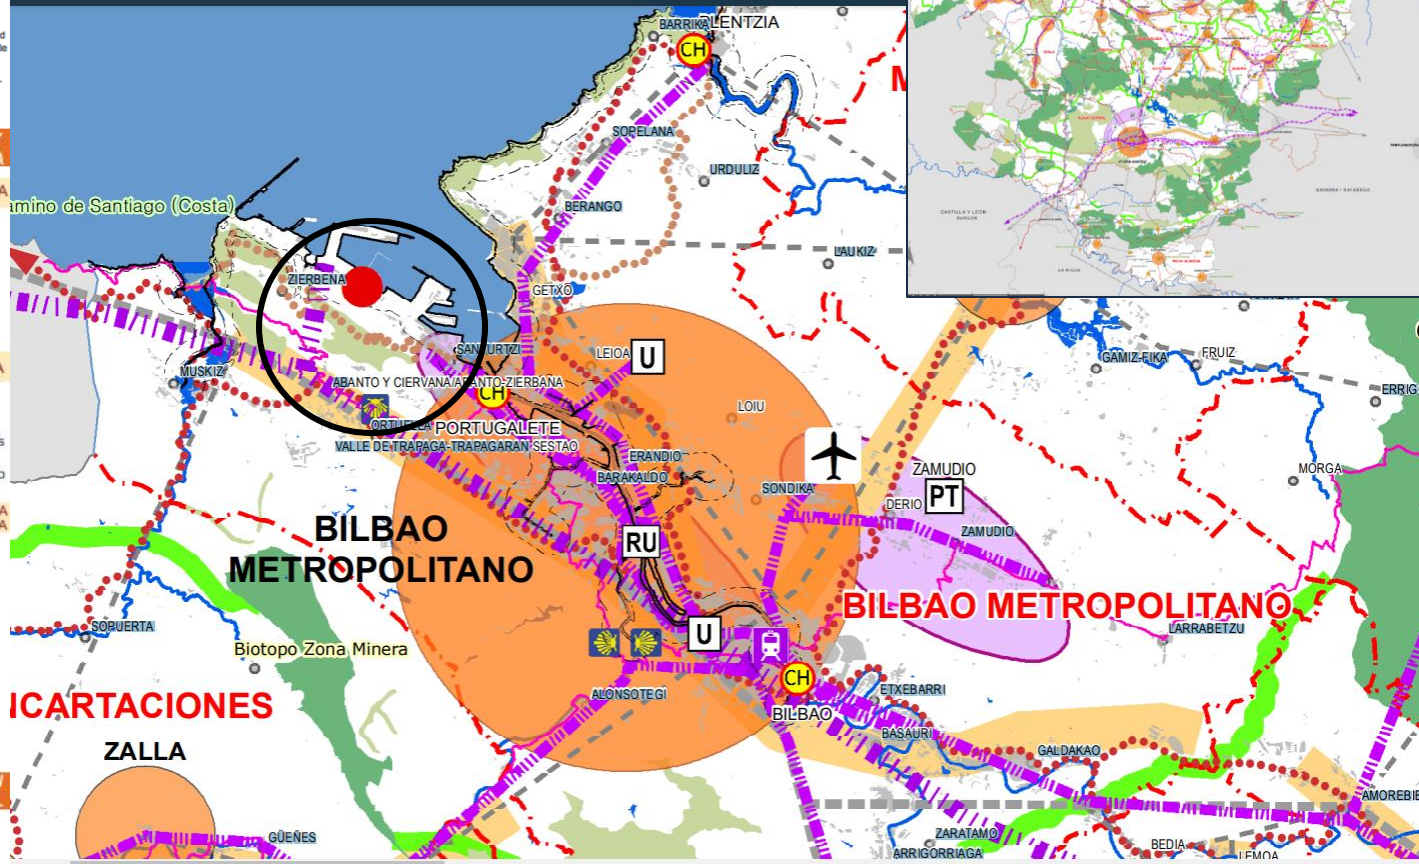 BARRIKA
PLENTZIA
CH
SOPELANA
URDULIZ
BERANGO
LAUKIZ
amino de Santiago (Costa)
ZIERBENA
GETXO
MUSKIZ
SANTURTZI
LEIOA
U
ABANTO Y CIERVANA/ABANTO-ZIERBANA
CH
LOIU
ORTUELLA
PORTUGALETE
VALLE DE TRAPAGA-TRAPAGARAN
SESTAO
ERANDIO
BARAKALDO
SONDIKA
ZAMUDIO
DERIO
PT
ZAMUDIO
GAMIZ-FIKA
FRUIZ
ERRIG
MORGA
BILBAO
METROPOLITANO
RU
BILBAO METROPOLITANO
LARRABETZU
SOPUERTA
Biotopo Zona Minera
U
CH
ALONSOTEGI
BILBAO
ETXEBARRI
BASAURI
GALDAKAO
NCARTACIONES
ZALLA
GÜEÑES
AMOREBIE
ZARATAMO
ARRIGORRIAGA
BEDIA
LEMOA
CASTILLA Y LEÓN
BURGOS
LA RIOJA
NAVARRA / NAFARROA